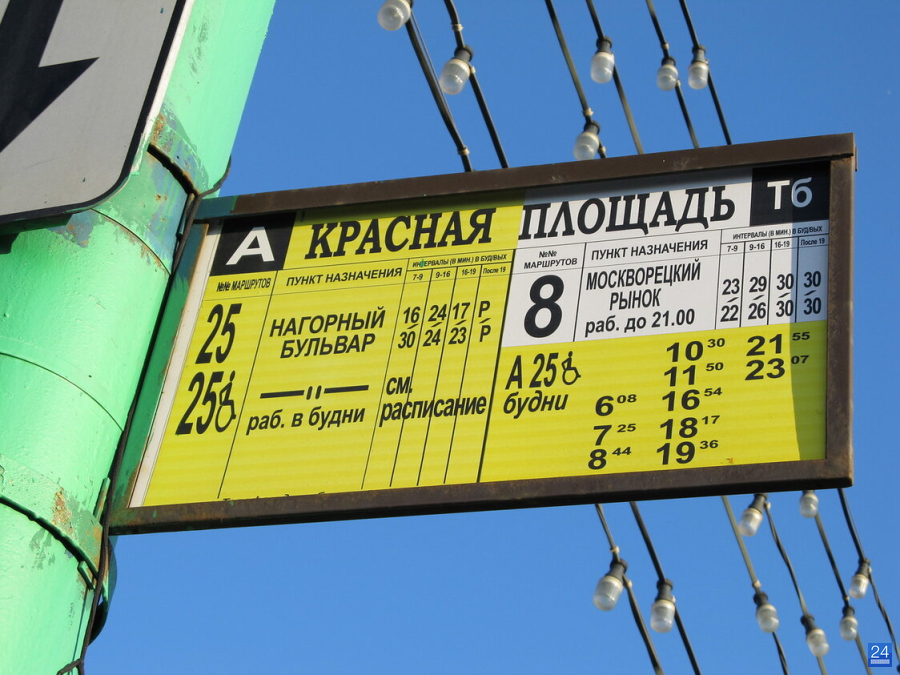 А КРАСНАЯ ПЛОЩАДЬ Тб
№№ МАРШРУТОВ ПУНКТ НАЗНАЧЕНИЯ ИНТЕРВАЛЫ (В МИН.) В БУД/ВЫХ
7-9 9-16 16-19 После 19
25 НАГОРНЫЙ БУЛЬВАР 16/30 24/24 17/23 Р/Р
25 раб. в будни см. расписание
№№ МАРШРУТОВ ПУНКТ НАЗНАЧЕНИЯ ИНТЕРВАЛЫ (В МИН.) В БУД/ВЫХ
7-9 9-16 16-19 После 19
8 МОСКВОРЕЦКИЙ РЫНОК 23/22 29/26 30/30 30/30
раб. до 21.00
А 25
будни
6 08
7 25
8 44
10 30
11 50
16 54
18 17
19 36
21 55
23 07
24